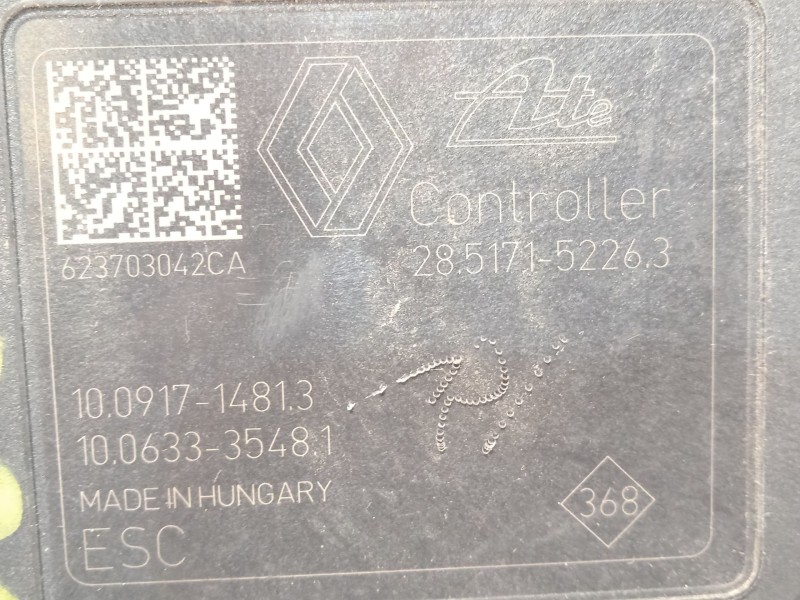 Ate
Controller
623703042CA
28.5171-5226.3
10.0917-1481.3
10.0633-3548.1
MADE IN HUNGARY
ESC
368